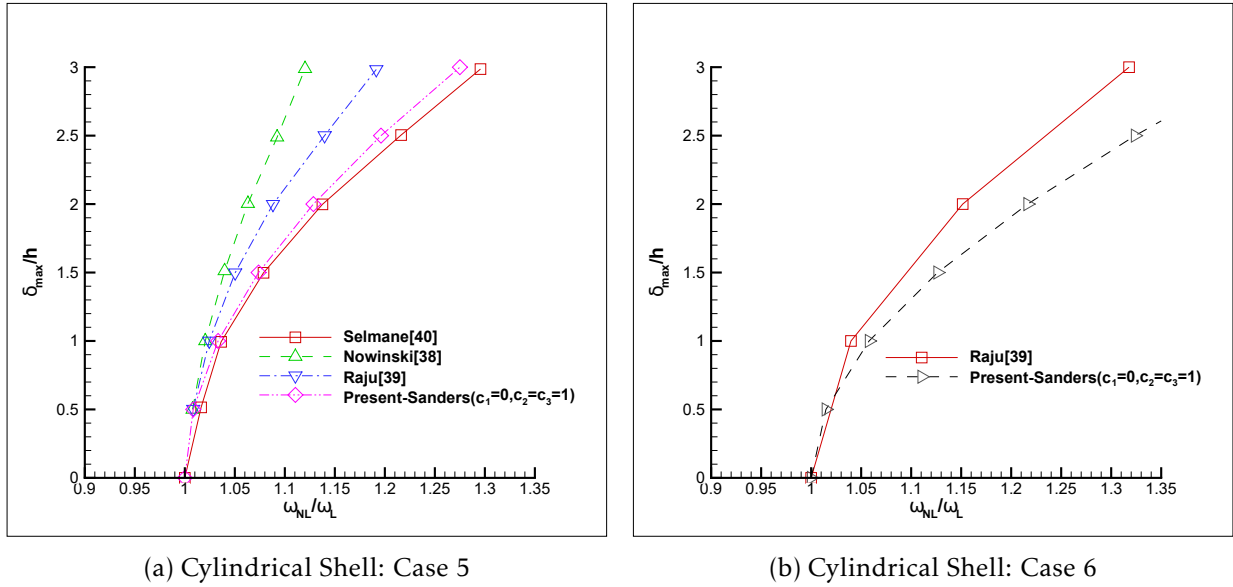 δmax/h
3
2.5
2
1.5
1
0.5
0
0.9 0.95 1 1.05 1.1 1.15 1.2 1.25 1.3 1.35
ωNL/ωL
Selmane[40]
Nowinski[38]
Raju[39]
Present-Sanders(c1=0,c2=c3=1)
(a) Cylindrical Shell: Case 5
δmax/h
3
2.5
2
1.5
1
0.5
0
0.9 0.95 1 1.05 1.1 1.15 1.2 1.25 1.3 1.35
ωNL/ωL
Raju[39]
Present-Sanders(c1=0,c2=c3=1)
(b) Cylindrical Shell: Case 6